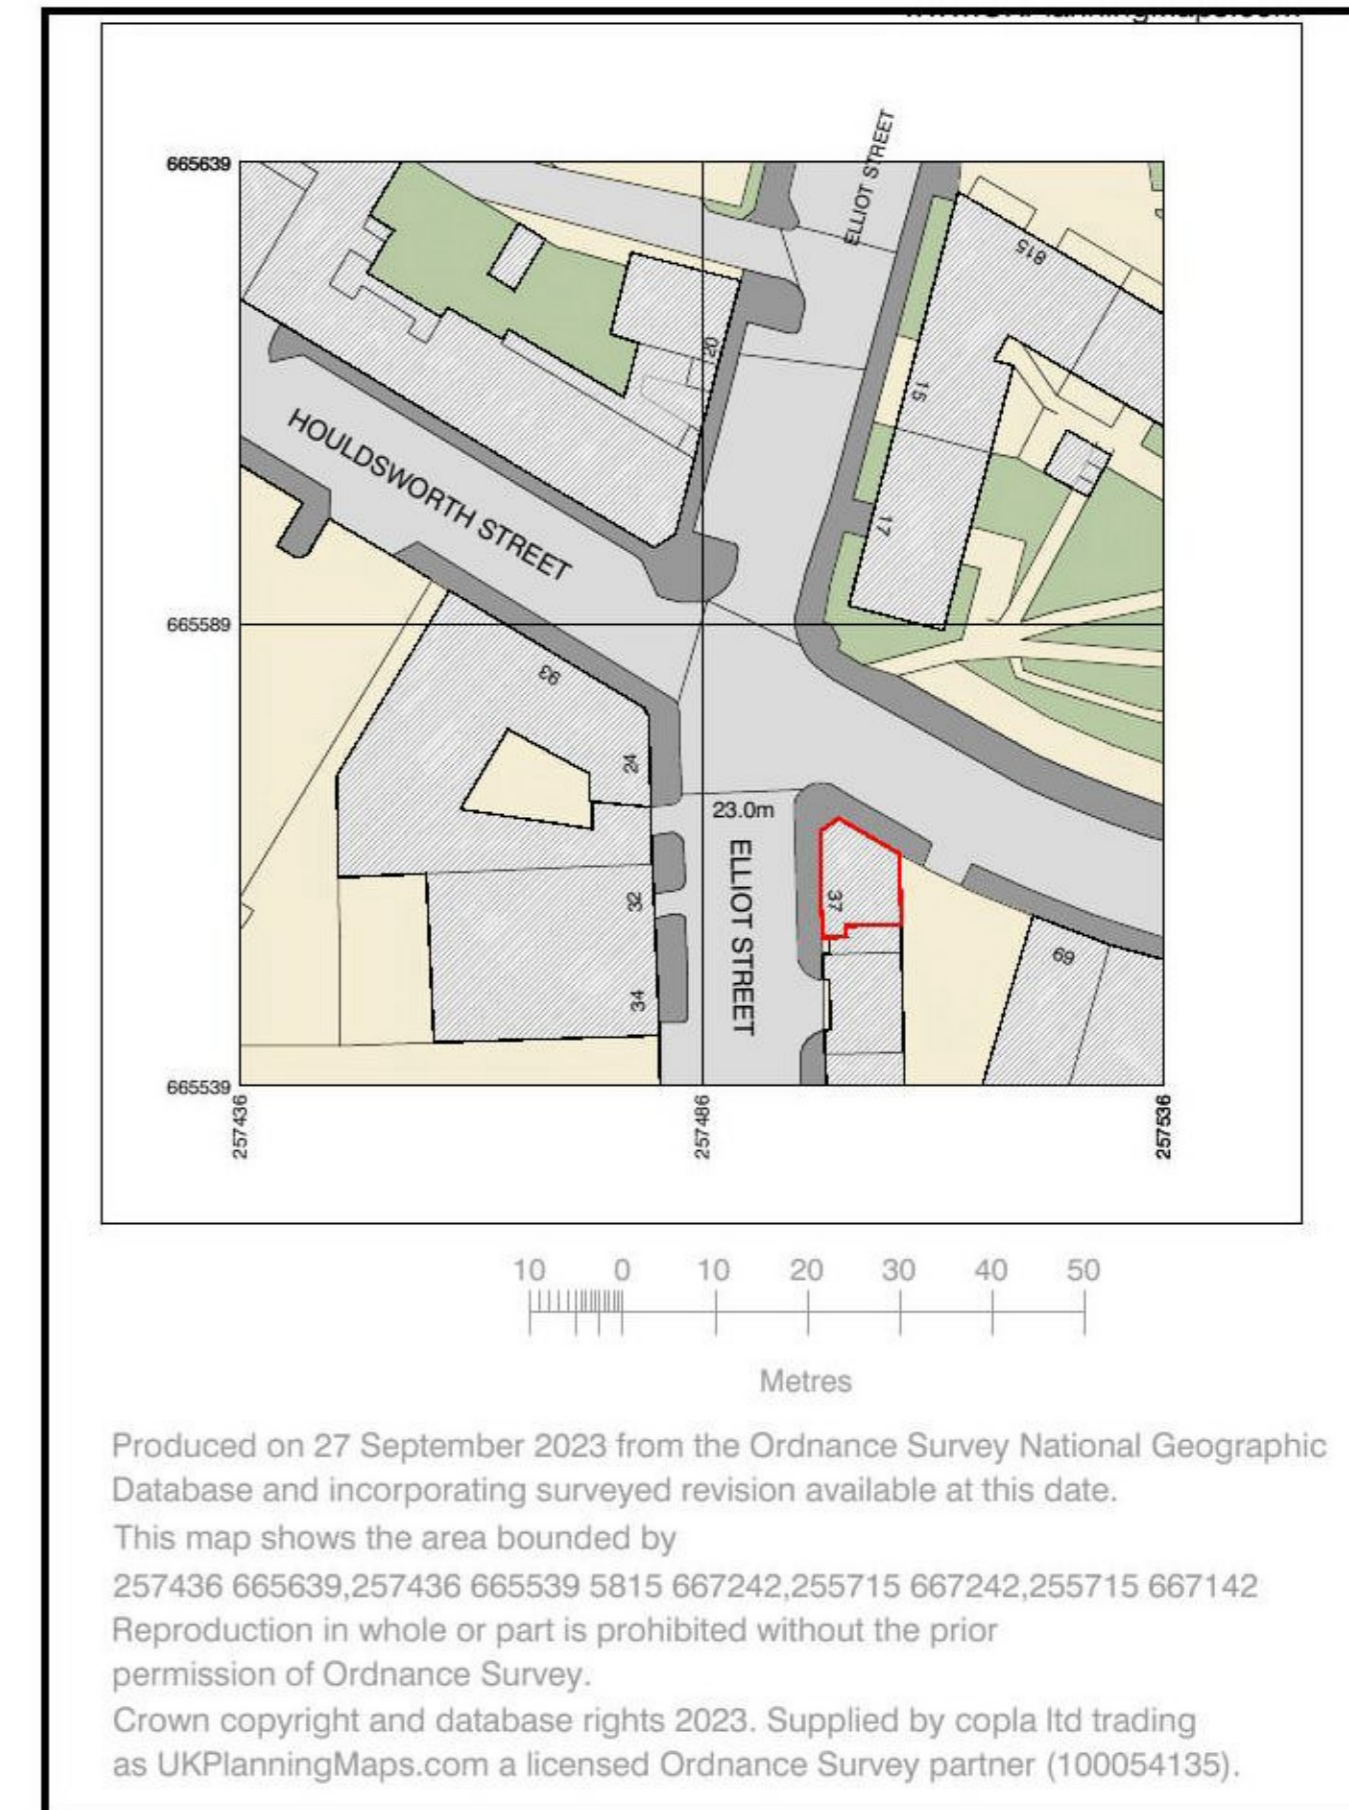 ELLIOT STREET
665639
815
20
15
HOULDSWORTH STREET
17
665589
93
24
23.0m
ELLIOT STREET
32
37
69
34
665539
257436
257486
257536
10 0 10 20 30 40 50
Metres
Produced on 27 September 2023 from the Ordnance Survey National Geographic
Database and incorporating surveyed revision available at this date.
This map shows the area bounded by
257436 665639,257436 665539 5815 667242,255715 667242,255715 667142
Reproduction in whole or part is prohibited without the prior
permission of Ordnance Survey.
Crown copyright and database rights 2023. Supplied by copla ltd trading
as UKPlanningMaps.com a licensed Ordnance Survey partner (100054135).